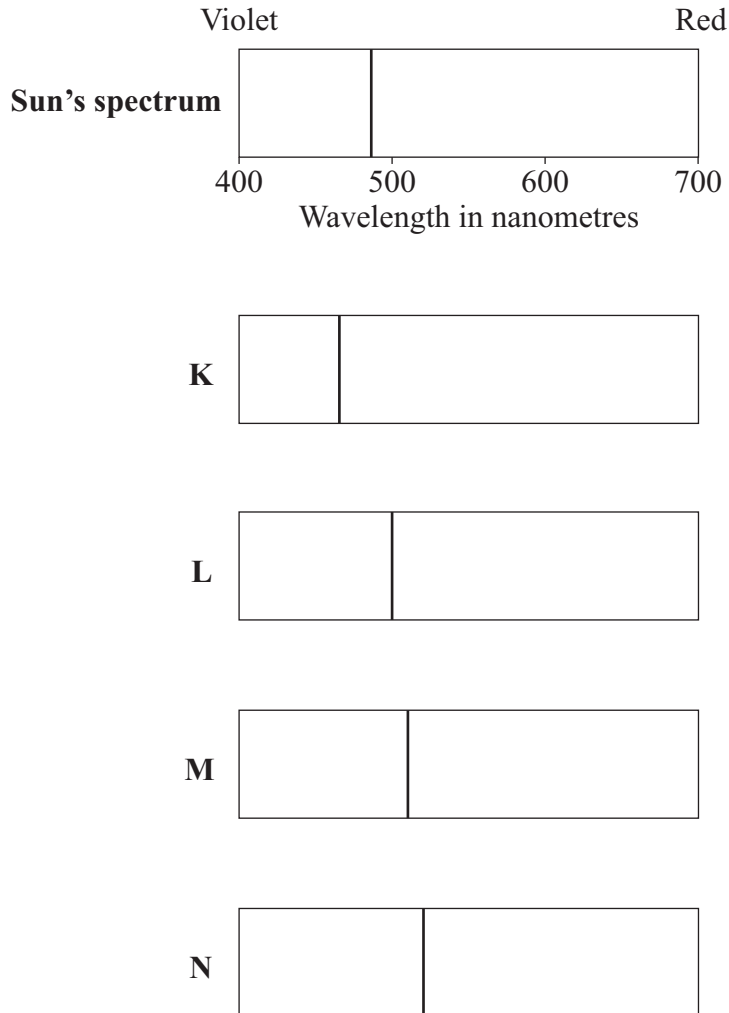 Violet Red
Sun's spectrum
400 500 600 700
Wavelength in nanometres
K
L
M
N